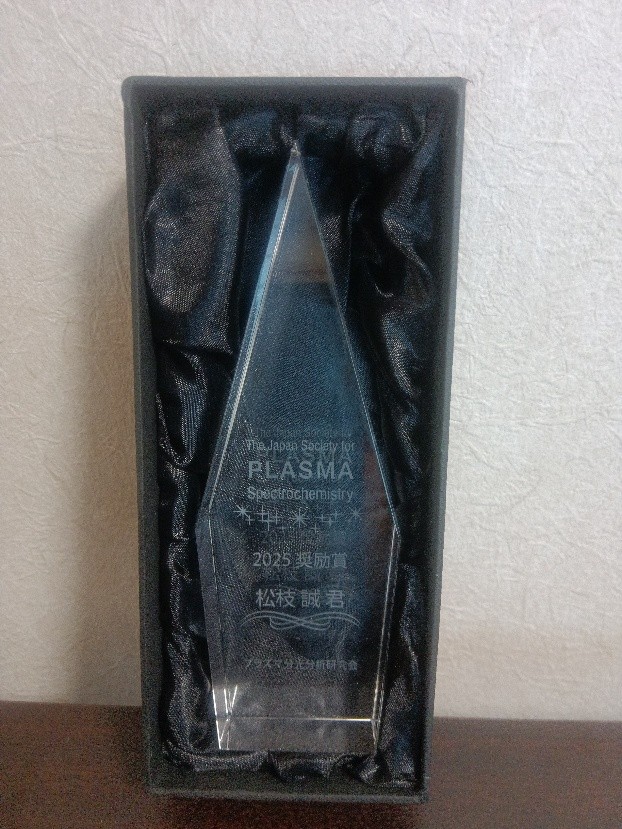 The Japan Society for
PLASMA
Spectrochemistry
2025 奨励賞
松枝 誠 君
プラズマ分光分析研究会